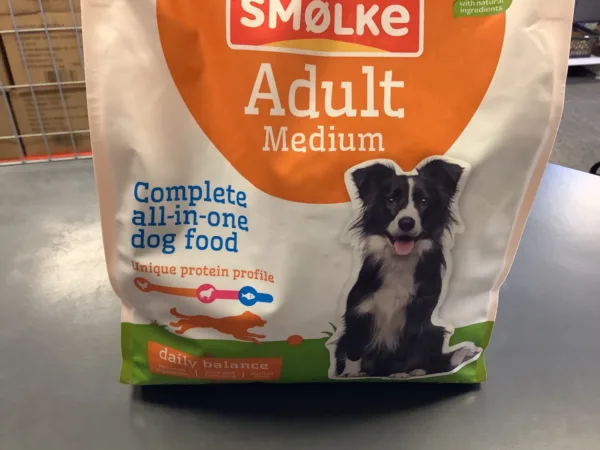 with natural
ingredients
SMØLKE
Adult
Medium
Complete
all-in-one
dog food
Unique protein profile
daily balance